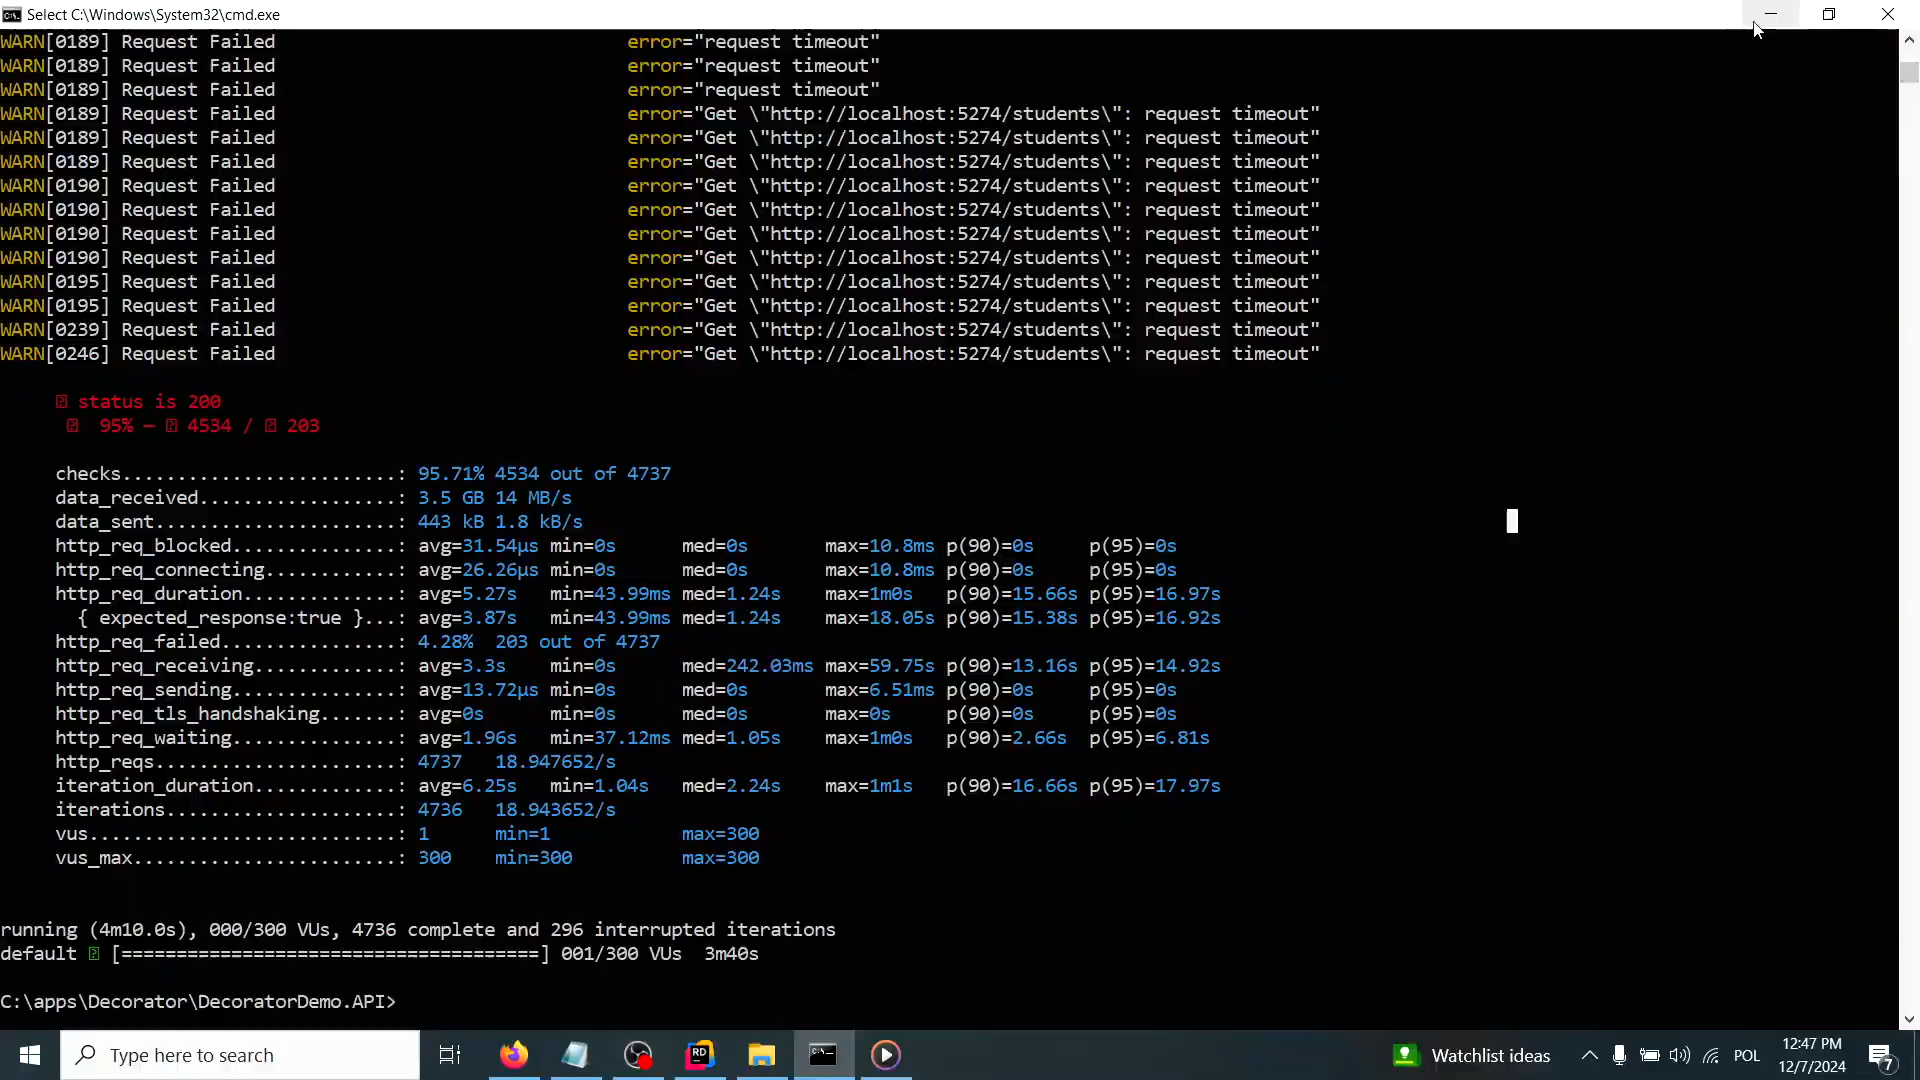 Select C:\Windows\System32\cmd.exe
WARN[0189] Request Failed error="request timeout"
WARN[0189] Request Failed error="request timeout"
WARN[0189] Request Failed error="request timeout"
WARN[0189] Request Failed error="Get \"http://localhost:5274/students\": request timeout"
WARN[0189] Request Failed error="Get \"http://localhost:5274/students\": request timeout"
WARN[0189] Request Failed error="Get \"http://localhost:5274/students\": request timeout"
WARN[0190] Request Failed error="Get \"http://localhost:5274/students\": request timeout"
WARN[0190] Request Failed error="Get \"http://localhost:5274/students\": request timeout"
WARN[0190] Request Failed error="Get \"http://localhost:5274/students\": request timeout"
WARN[0190] Request Failed error="Get \"http://localhost:5274/students\": request timeout"
WARN[0195] Request Failed error="Get \"http://localhost:5274/students\": request timeout"
WARN[0195] Request Failed error="Get \"http://localhost:5274/students\": request timeout"
WARN[0239] Request Failed error="Get \"http://localhost:5274/students\": request timeout"
WARN[0246] Request Failed error="Get \"http://localhost:5274/students\": request timeout"
status is 200
95% — 4534 / 203
checks.........................: 95.71% 4534 out of 4737
data_received..................: 3.5 GB 14 MB/s
data_sent......................: 443 kB 1.8 kB/s
http_req_blocked...............: avg=31.54µs min=0s med=0s max=10.8ms p(90)=0s p(95)=0s
http_req_connecting............: avg=26.26µs min=0s med=0s max=10.8ms p(90)=0s p(95)=0s
http_req_duration..............: avg=5.27s min=43.99ms med=1.24s max=1m0s p(90)=15.66s p(95)=16.97s
{ expected_response:true }...: avg=3.87s min=43.99ms med=1.24s max=18.05s p(90)=15.38s p(95)=16.92s
http_req_failed................: 4.28% 203 out of 4737
http_req_receiving.............: avg=3.3s min=0s med=242.03ms max=59.75s p(90)=13.16s p(95)=14.92s
http_req_sending...............: avg=13.72µs min=0s med=0s max=6.51ms p(90)=0s p(95)=0s
http_req_tls_handshaking.......: avg=0s min=0s med=0s max=0s p(90)=0s p(95)=0s
http_req_waiting...............: avg=1.96s min=37.12ms med=1.05s max=1m0s p(90)=2.66s p(95)=6.81s
http_reqs......................: 4737 18.947652/s
iteration_duration.............: avg=6.25s min=1.04s med=2.24s max=1m1s p(90)=16.66s p(95)=17.97s
iterations.....................: 4736 18.943652/s
vus............................: 1 min=1 max=300
vus_max........................: 300 min=300 max=300
running (4m10.0s), 000/300 VUs, 4736 complete and 296 interrupted iterations
default [======================================] 001/300 VUs 3m40s
C:\apps\Decorator\DecoratorDemo.API>
Type here to search
RD
Watchlist ideas
POL
12:47 PM
12/7/2024
7